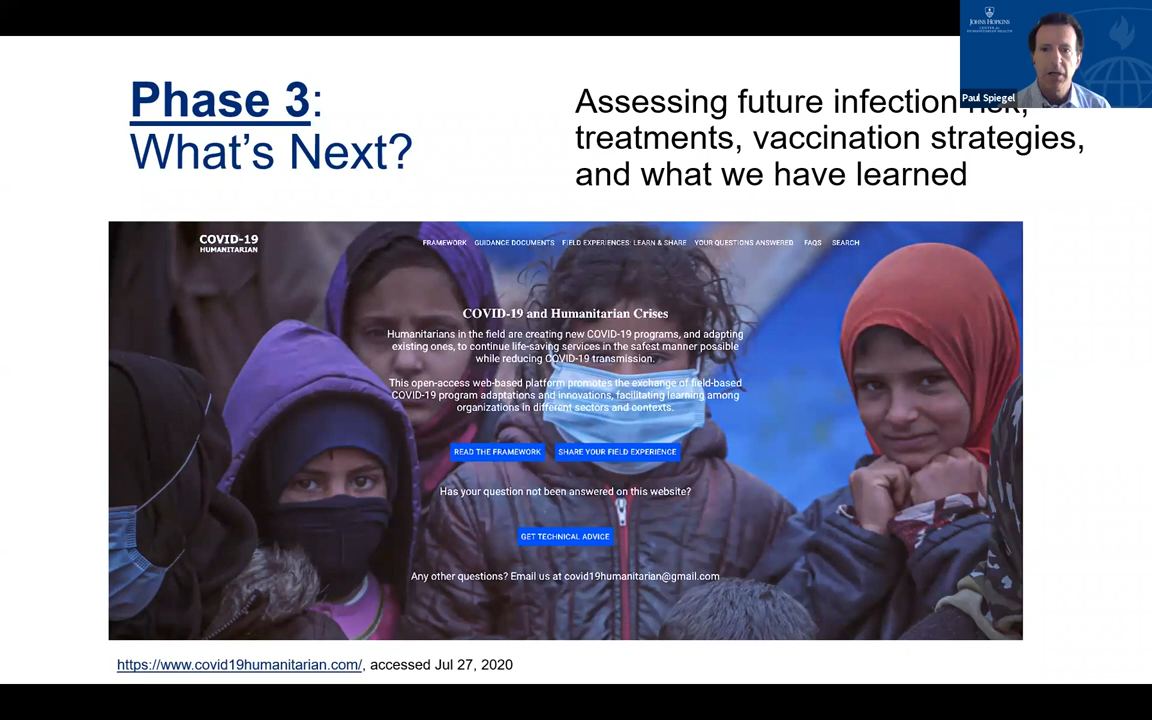 JOHNS HOPKINS
CENTER for
HUMANITARIAN HEALTH
Paul Spiegel
Phase 3:
What's Next?
Assessing future infection risk,
treatments, vaccination strategies,
and what we have learned
COVID-19
HUMANITARIAN
FRAMEWORK GUIDANCE DOCUMENTS FIELD EXPERIENCES: LEARN & SHARE YOUR QUESTIONS ANSWERED FAQS SEARCH
COVID-19 and Humanitarian Crises
Humanitarians in the field are creating new COVID-19 programs, and adapting
existing ones, to continue life-saving services in the safest manner possible
while reducing COVID-19 transmission.
This open-access web-based platform promotes the exchange of field-based
COVID-19 program adaptations and innovations, facilitating learning among
organizations in different sectors and contexts.
READ THE FRAMEWORK SHARE YOUR FIELD EXPERIENCE
Has your question not been answered on this website?
GET TECHNICAL ADVICE
Any other questions? Email us at covid19humanitarian@gmail.com
https://www.covid19humanitarian.com/, accessed Jul 27, 2020